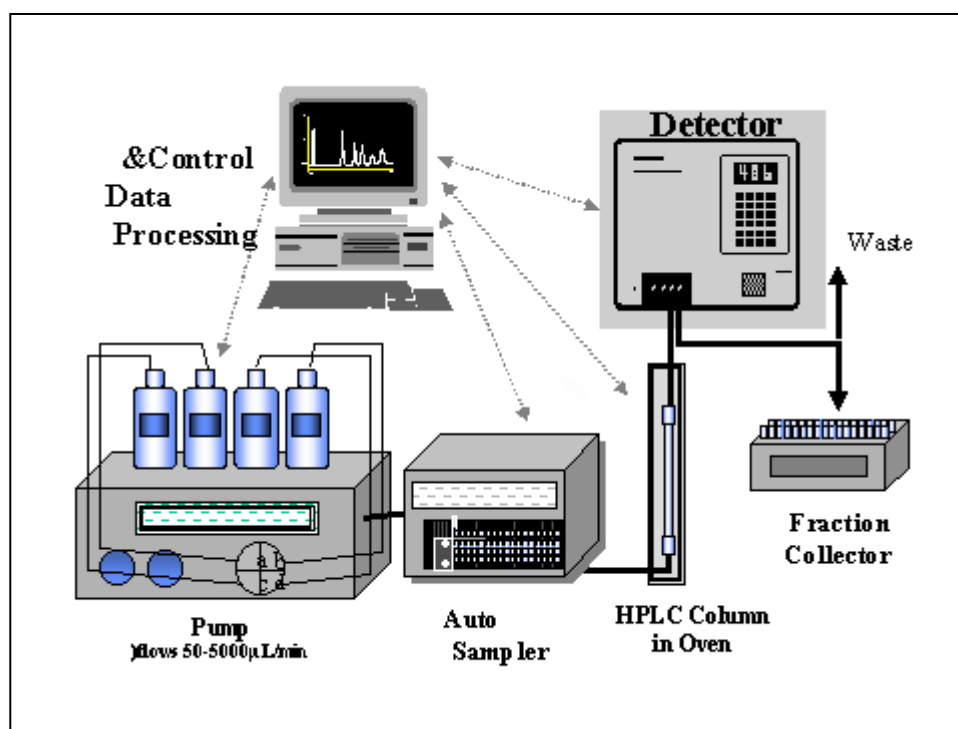 &Control
Data
Processing
Detector
486
Waste
a b
c d
Pump
)flows 50-5000µL/min
Auto
Sampler
HPLC Column
in Oven
Fraction
Collector